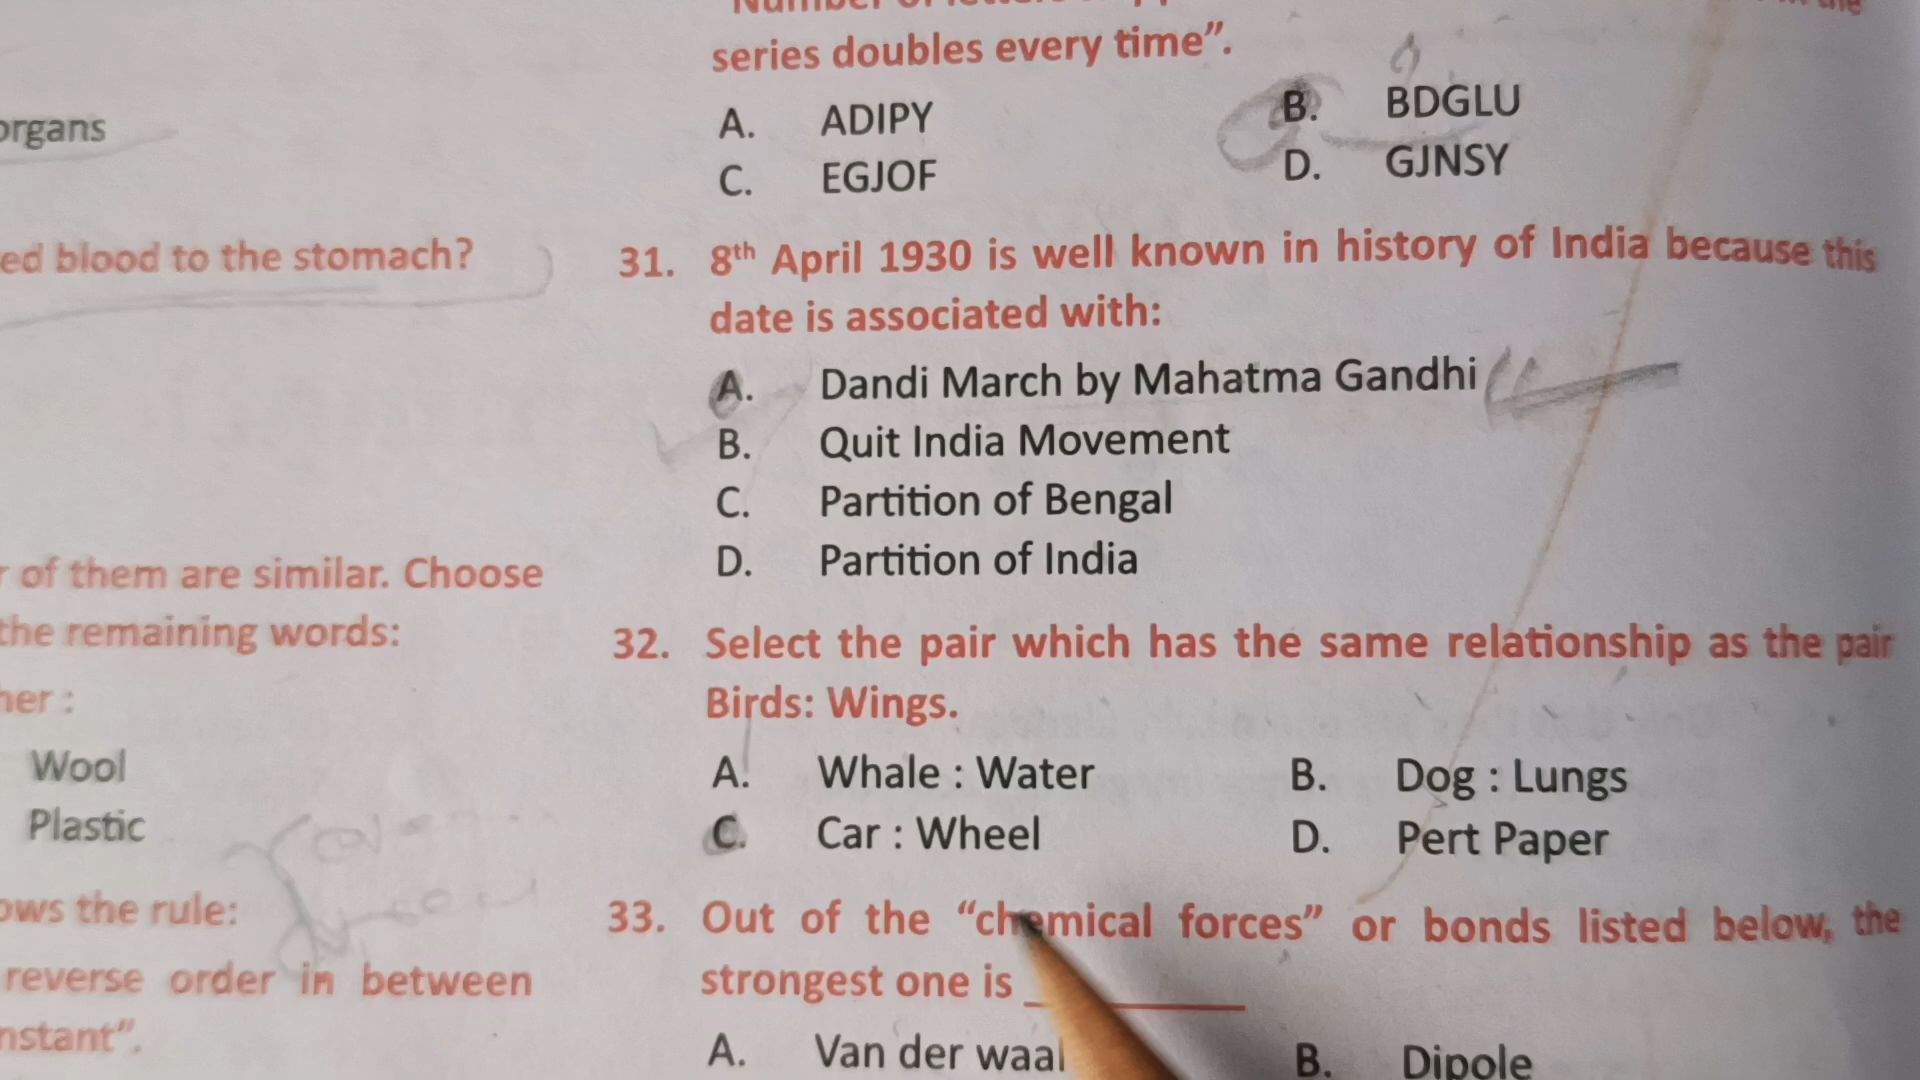 organs
ed blood to the stomach?
of them are similar. Choose
the remaining words:
her :
Wool
Plastic
ows the rule:
reverse order in between
nstant”.
series doubles every time”.
A. ADIPY B. BDGLU
C. EGJOF D. GJNSY
31. 8th April 1930 is well known in history of India because this
date is associated with:
A. Dandi March by Mahatma Gandhi
B. Quit India Movement
C. Partition of Bengal
D. Partition of India
32. Select the pair which has the same relationship as the pair
Birds: Wings.
A. Whale : Water B. Dog : Lungs
C. Car : Wheel D. Pert Paper
33. Out of the “chemical forces” or bonds listed below, the
strongest one is
A. Van der waal B. Dipole